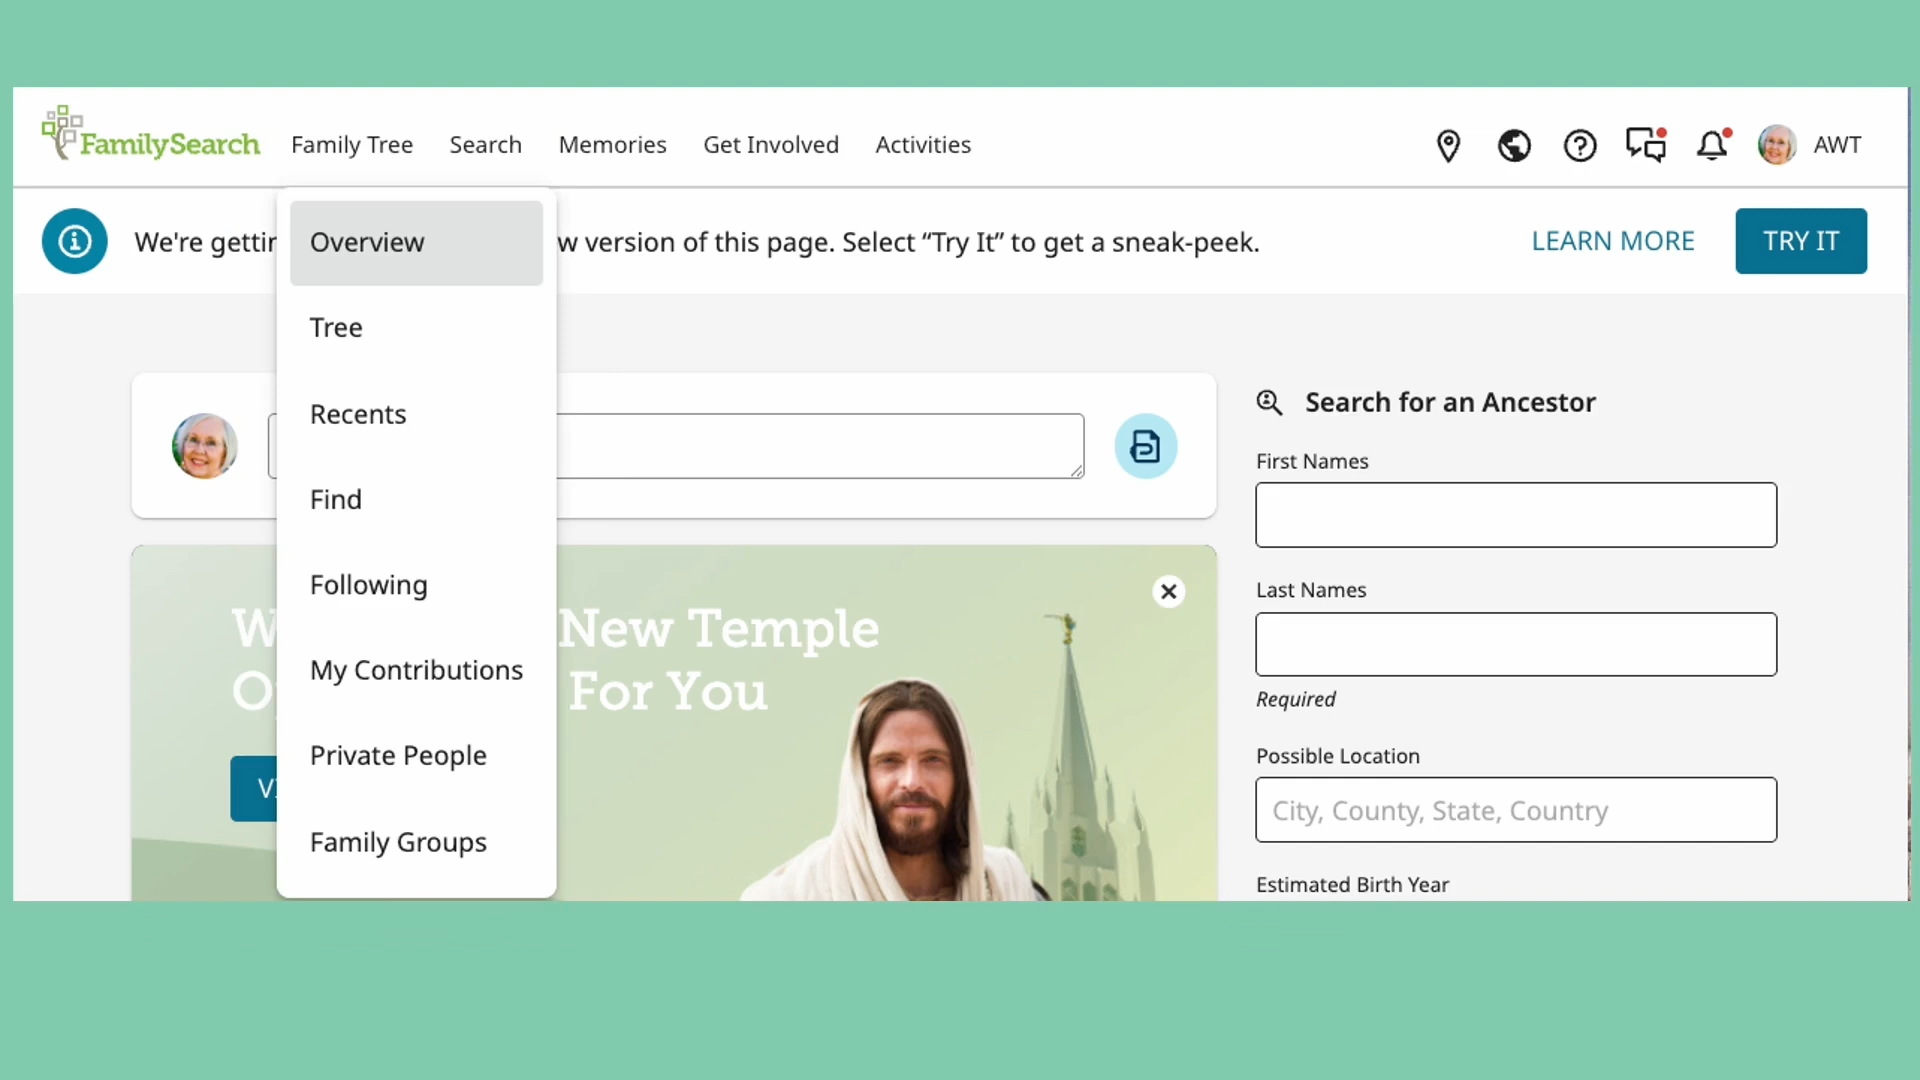 FamilySearch
Family Tree
Search
Memories
Get Involved
Activities
AWT
We're w version of this page. Select “Try It” to get a sneak-peek.
LEARN MORE
TRY IT
Overview
Tree
Recents
Find
Following
My Contributions
Private People
Family Groups
New Temple
For You
Search for an Ancestor
First Names
Last Names
Required
Possible Location
City, County, State, Country
Estimated Birth Year